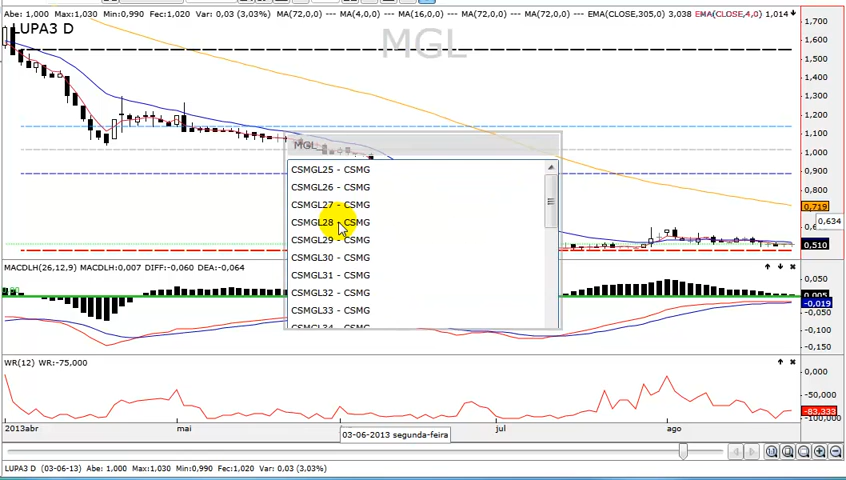 Abe: 1,000 Max:1,030 Min:0,990 Fec:1,020 Var: 0,03 (3,03%) MA(72,0,0) MA(4,0,0) MA(16,0,0) MA(72,0,0) MA(72,0,0) EMA(CLOSE,305,0) 3,038 EMA(CLOSE,4,0) 1,014
LUPA3 D
MGL
1,700
1,600
1,500
1,400
1,300
1,200
1,100
1,000
0,900
0,800
0,719
0,634
0,510
MGL
CSMGL25 - CSMG
CSMGL26 - CSMG
CSMGL27 - CSMG
CSMGL28 - CSMG
CSMGL29 - CSMG
CSMGL30 - CSMG
CSMGL31 - CSMG
CSMGL32 - CSMG
CSMGL33 - CSMG
CSMGL34 - CSMG
MACDLH(26,12,9) MACDLH:0,007 DIFF:-0,060 DEA:-0,064
0,050
0,005
-0,019
-0,050
-0,100
-0,150
WR(12) WR:-75,000
0,000
-50,000
-83,333
-100,00
2013abr mai jul ago
03-06-2013 segunda-feira
LUPA3 D (03-06-13) Abe: 1,000 Max:1,030 Min:0,990 Fec:1,020 Var: 0,03 (3,03%)